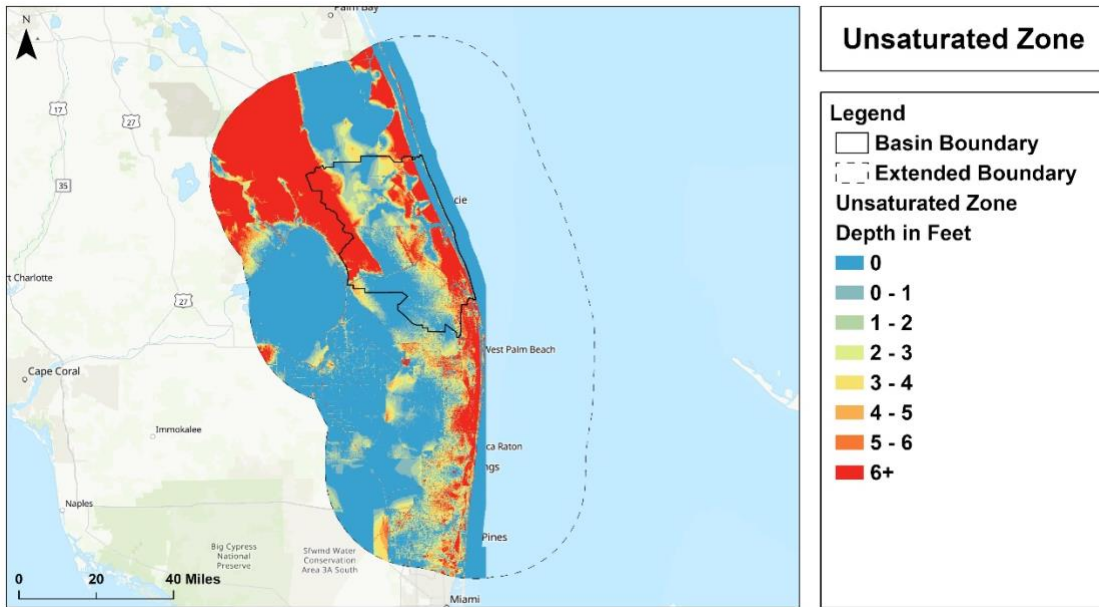 Palm Bay
N
17
27
35
cie
rt Charlotte
27
West Palm Beach
Cape Coral
Immokalee
ca Raton
ngs
Naples
Pines
Big Cypress
National
Preserve
Sfwmd Water
Conservation
Area 3A South
0 20 40 Miles
Miami
Unsaturated Zone
Legend
Basin Boundary
Extended Boundary
Unsaturated Zone
Depth in Feet
0
0 - 1
1 - 2
2 - 3
3 - 4
4 - 5
5 - 6
6+